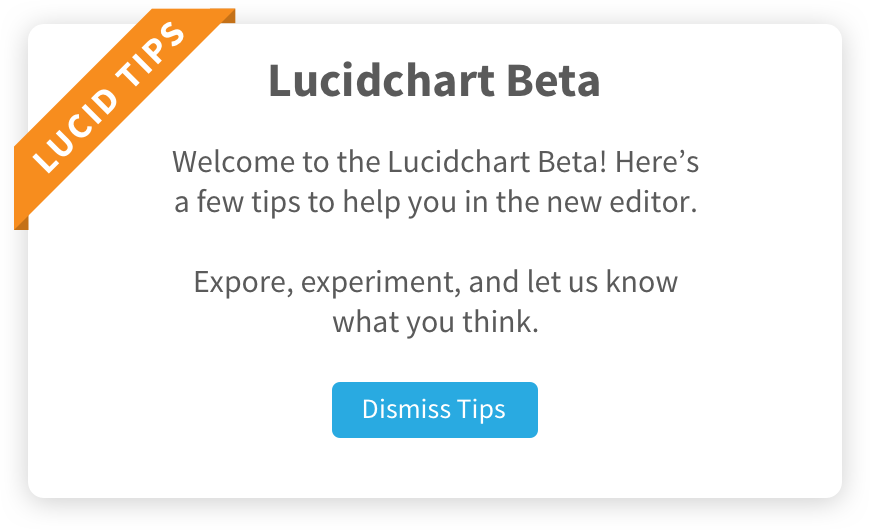 LUCID TIPS
Lucidchart Beta
Welcome to the Lucidchart Beta! Here’s
a few tips to help you in the new editor.
Expore, experiment, and let us know
what you think.
Dismiss Tips